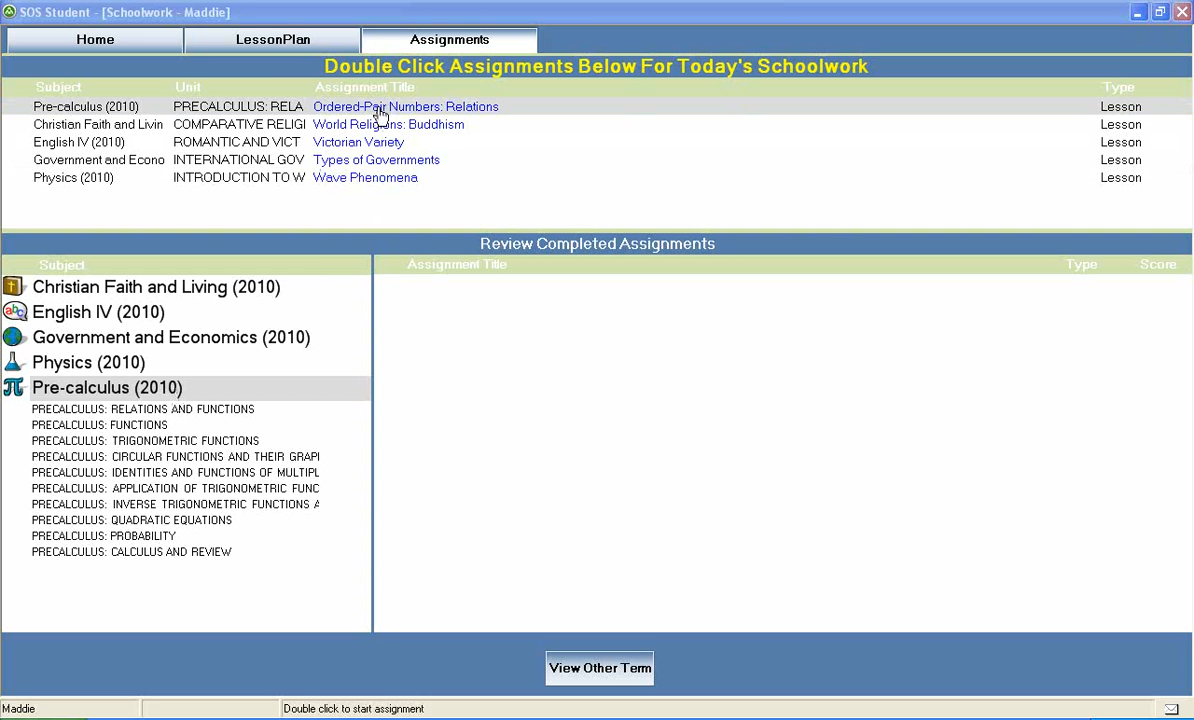 SOS Student - [Schoolwork - Maddie]
Home LessonPlan Assignments
Double Click Assignments Below For Today's Schoolwork
Subject Unit Assignment Title Type
Pre-calculus (2010) PRECALCULUS: RELA Ordered-Pair Numbers: Relations Lesson
Christian Faith and Livin COMPARATIVE RELIGI World Religions: Buddhism Lesson
English IV (2010) ROMANTIC AND VICT Victorian Variety Lesson
Government and Econo INTERNATIONAL GOV Types of Governments Lesson
Physics (2010) INTRODUCTION TO W Wave Phenomena Lesson
Review Completed Assignments
Subject Assignment Title Type Score
Christian Faith and Living (2010)
abc English IV (2010)
Government and Economics (2010)
Physics (2010)
π Pre-calculus (2010)
PRECALCULUS: RELATIONS AND FUNCTIONS
PRECALCULUS: FUNCTIONS
PRECALCULUS: TRIGONOMETRIC FUNCTIONS
PRECALCULUS: CIRCULAR FUNCTIONS AND THEIR GRAPI
PRECALCULUS: IDENTITIES AND FUNCTIONS OF MULTIPL
PRECALCULUS: APPLICATION OF TRIGONOMETRIC FUNC
PRECALCULUS: INVERSE TRIGONOMETRIC FUNCTIONS A
PRECALCULUS: QUADRATIC EQUATIONS
PRECALCULUS: PROBABILITY
PRECALCULUS: CALCULUS AND REVIEW
View Other Term
Maddie Double click to start assignment